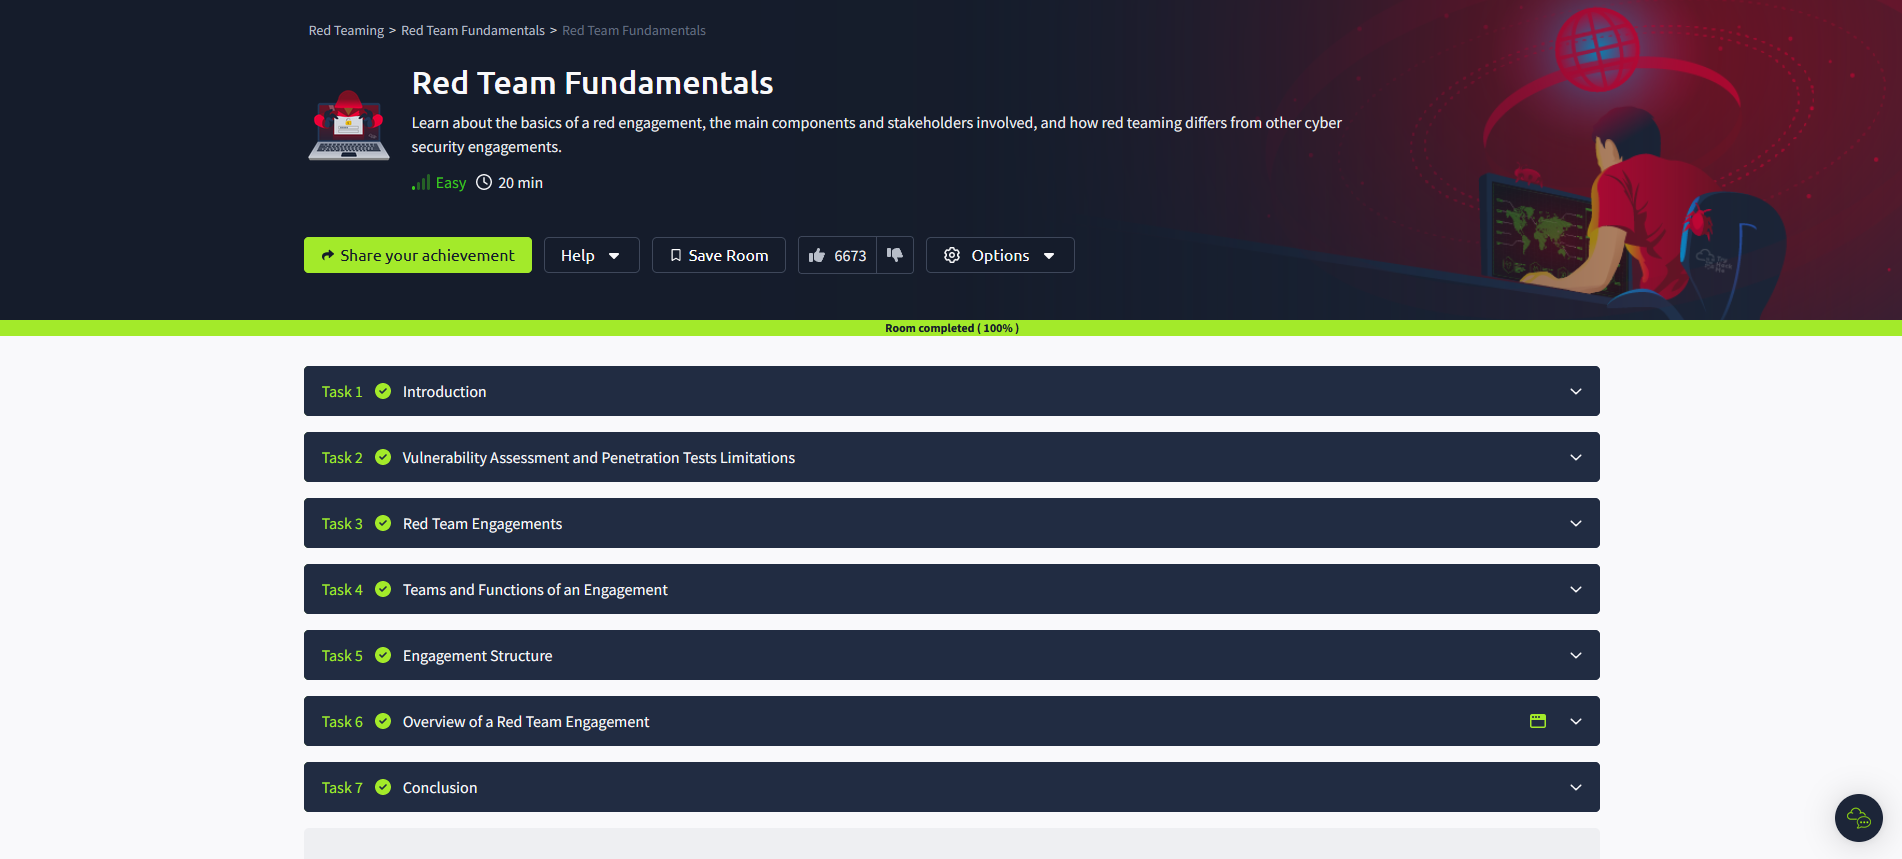 Red Teaming > Red Team Fundamentals > Red Team Fundamentals
Red Team Fundamentals
Learn about the basics of a red engagement, the main components and stakeholders involved, and how red teaming differs from other cyber
security engagements.
Easy 20 min
Share your achievement Help Save Room 6673 Options
Room completed ( 100% )
Task 1 Introduction
Task 2 Vulnerability Assessment and Penetration Tests Limitations
Task 3 Red Team Engagements
Task 4 Teams and Functions of an Engagement
Task 5 Engagement Structure
Task 6 Overview of a Red Team Engagement
Task 7 Conclusion